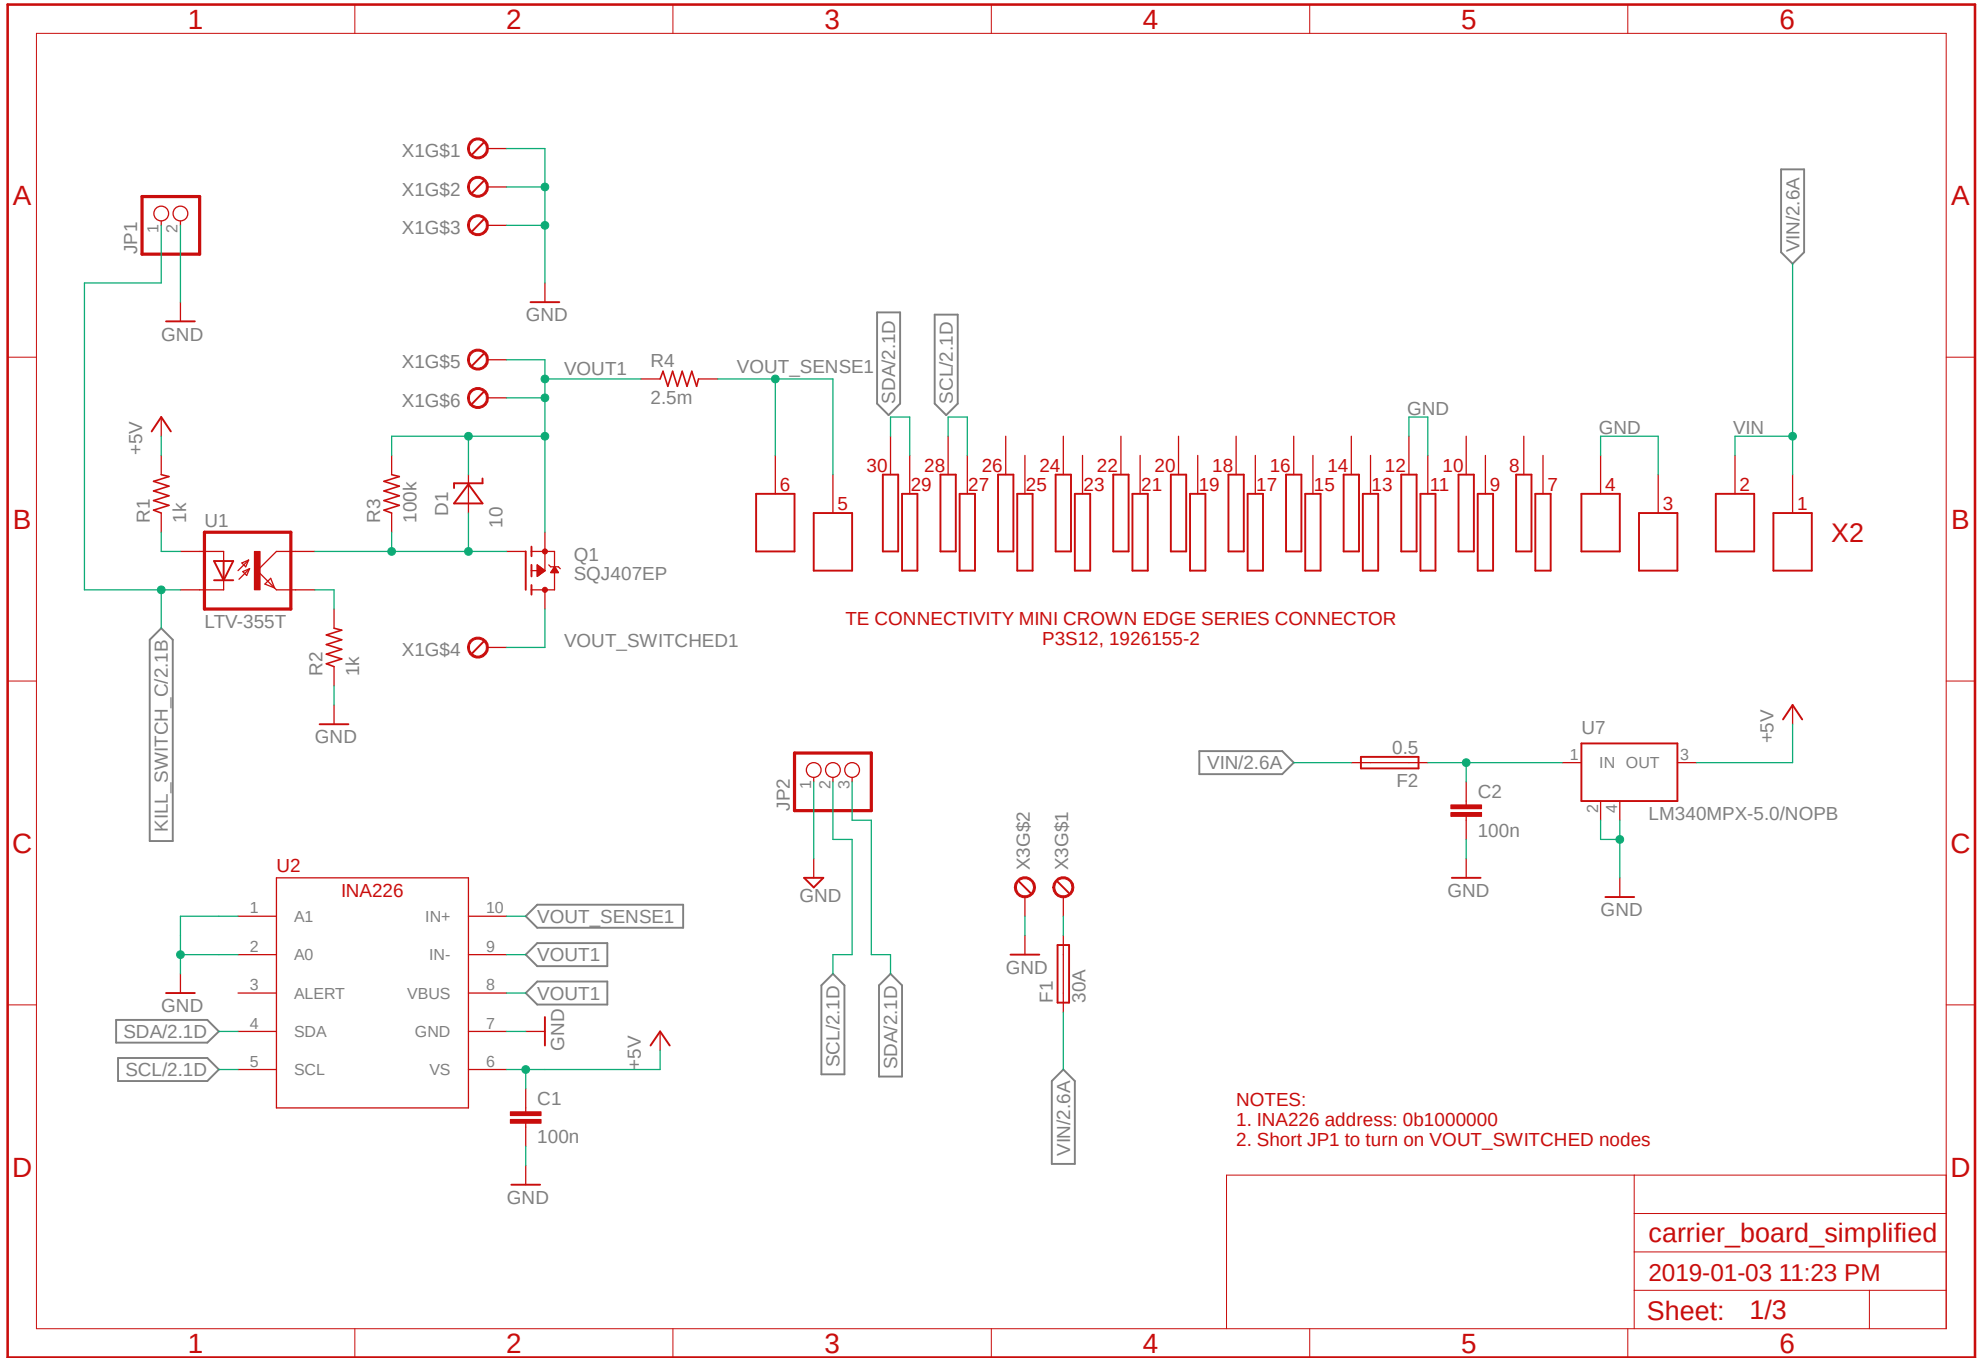 1 2 3 4 5 6
A A
B B
C C
D D
1 2 3 4 5 6
JP1
1
2
GND
X1G$1
X1G$2
X1G$3
GND
X1G$5
X1G$6
VOUT1
R4
2.5m
VOUT_SENSE1
SDA/2.1D
SCL/2.1D
GND
GND
VIN
VIN/2.6A
+5V
R1
1k
U1
LTV-355T
R3
100k
D1
10
Q1
SQJ407EP
X1G$4
VOUT_SWITCHED1
R2
1k
GND
KILL_SWITCH_C/2.1B
6
5
30 28 26 24 22 20 18 16 14 12 10 8
29 27 25 23 21 19 17 15 13 11 9 7
4
3
2
1
X2
TE CONNECTIVITY MINI CROWN EDGE SERIES CONNECTOR
P3S12, 1926155-2
VIN/2.6A
0.5
F2
C2
100n
GND
U7
1
IN OUT
3
2
4
LM340MPX-5.0/NOPB
GND
+5V
JP2
1
2
3
GND
SCL/2.1D
SDA/2.1D
X3G$2
X3G$1
GND
F1
30A
VIN/2.6A
U2
INA226
1 A1 IN+ 10 VOUT_SENSE1
2 A0 IN- 9 VOUT1
3 ALERT VBUS 8 VOUT1
GND
SDA/2.1D 4 SDA GND 7 GND
SCL/2.1D 5 SCL VS 6
+5V
C1
100n
GND
NOTES:
1. INA226 address: 0b1000000
2. Short JP1 to turn on VOUT_SWITCHED nodes
carrier_board_simplified
2019-01-03 11:23 PM
Sheet: 1/3